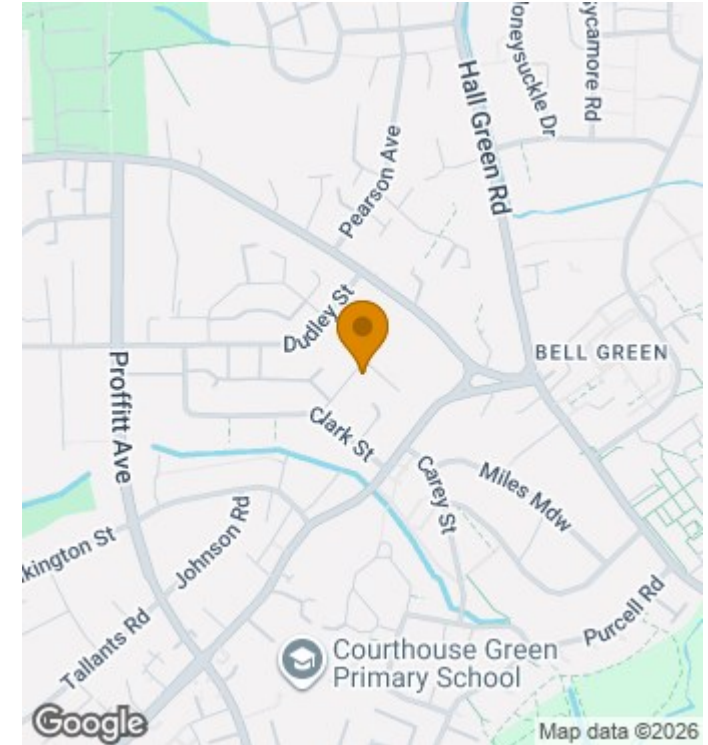 Honeysuckle Dr
Sycamore Rd
Hall Green Rd
Pearson Ave
Dudley St
BELL GREEN
Proffitt Ave
Clark St
Carey St
Miles Mdw
Johnson Rd
kington St
Tallants Rd
Purcell Rd
Courthouse Green
Primary School
Google
Map data ©2026